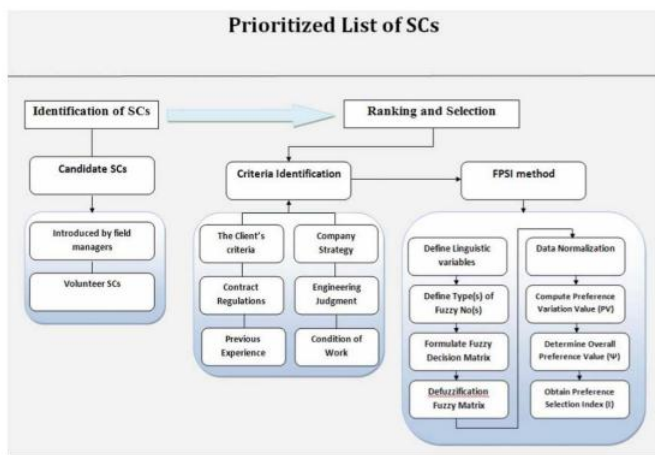 Prioritized List of SCs
Identification of SCs
Ranking and Selection
Candidate SCs
Criteria Identification
FPSI method
Introduced by field
managers
Volunteer SCs
The Client's
criteria
Contract
Regulations
Previous
Experience
Company
Strategy
Engineering
Judgment
Condition of
Work
Define Linguistic
variables
Define Type(s) of
Fuzzy No(s)
Formulate Fuzzy
Decision Matrix
Defuzzification
Fuzzy Matrix
Data Normalization
Compute Preference
Variation Value (PV)
Determine Overall
Preference Value (Ψ)
Obtain Preference
Selection Index (I)